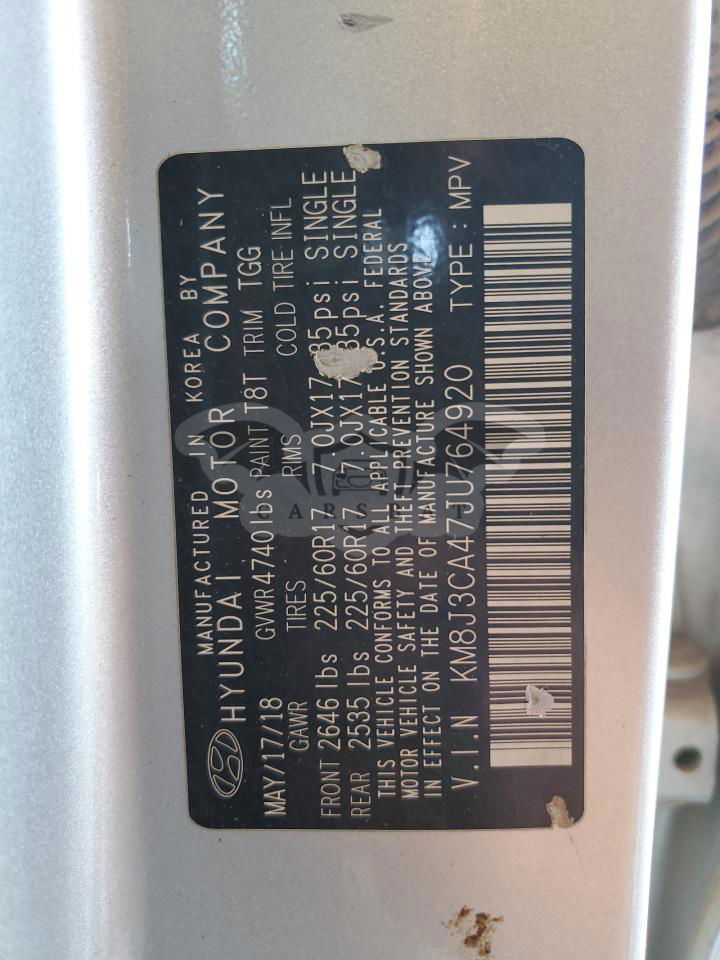 MANUFACTURED IN KOREA BY
HYUNDAI MOTOR COMPANY
MAY/17/18 GVWR4740lbs PAINT T8T TRIM TGG
GAWR TIRES RIMS COLD TIRE INFL
FRONT 2646 lbs 225/60R17 7.0JX17 35psi SINGLE
REAR 2535 lbs 225/60R17 7.0JX17 35psi SINGLE
THIS VEHICLE CONFORMS TO ALL APPLICABLE U.S.A. FEDERAL
MOTOR VEHICLE SAFETY AND THEFT PREVENTION STANDARDS
IN EFFECT ON THE DATE OF MANUFACTURE SHOWN ABOVE
V.I.N KM8J3CA47JU764920 TYPE : MPV
CARSET